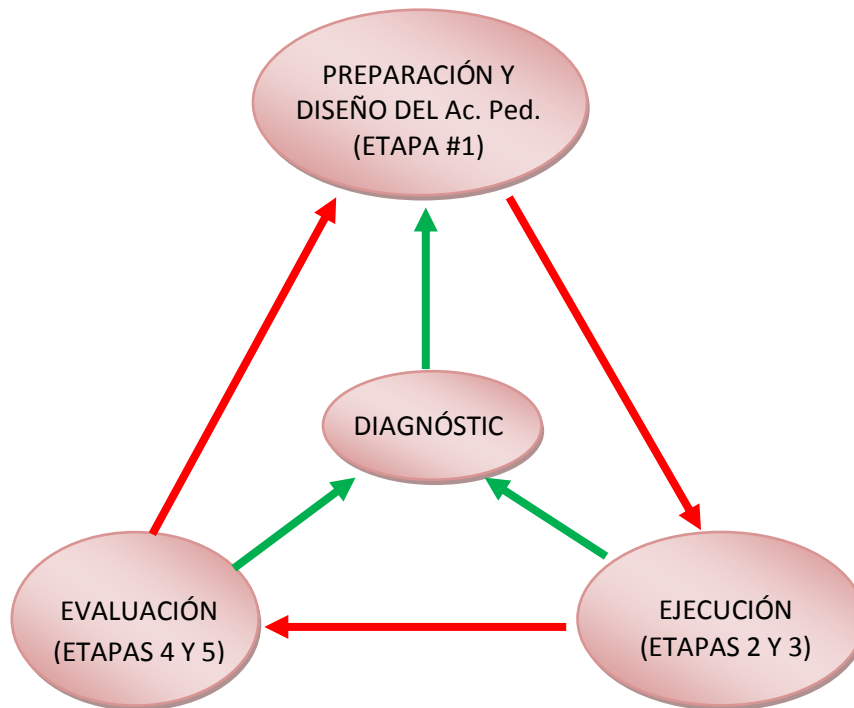 PREPARACIÓN Y
DISEÑO DEL Ac. Ped.
(ETAPA #1)
DIAGNÓSTIC
EVALUACIÓN
(ETAPAS 4 Y 5)
EJECUCIÓN
(ETAPAS 2 Y 3)